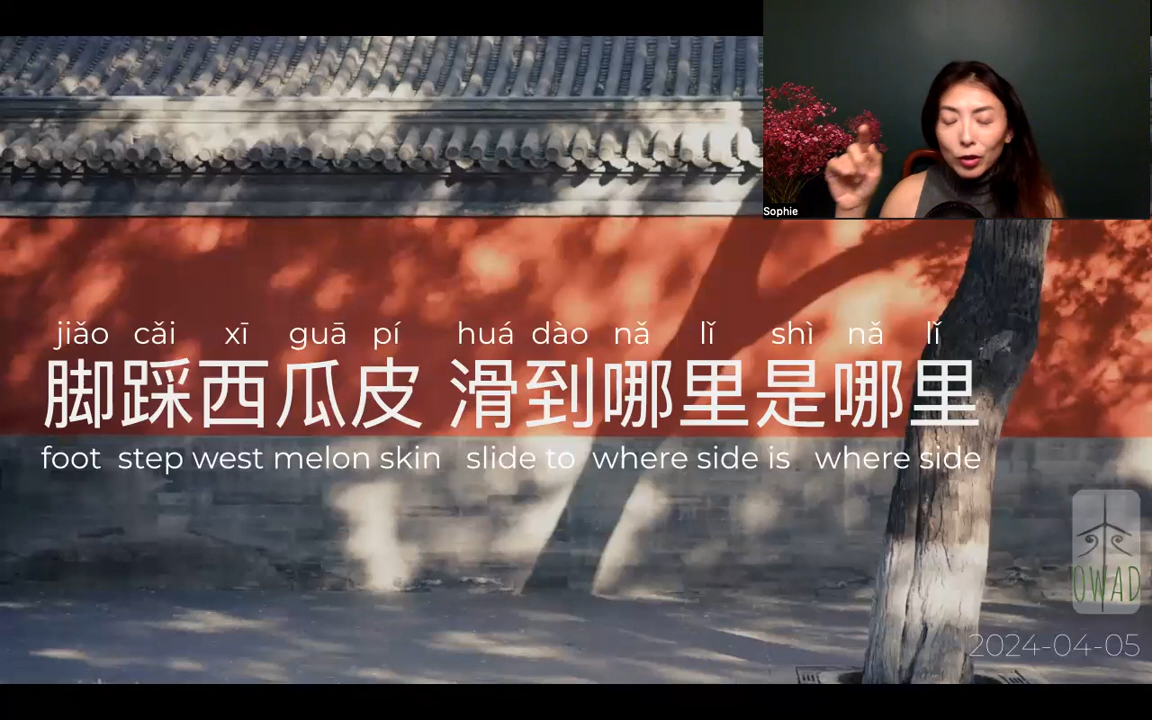 Sophie
jiǎo cǎi xī guā pí huá dào nǎ lǐ shì nǎ lǐ
脚踩西瓜皮 滑到哪里是哪里
foot step west melon skin slide to where side is where side
OWAD
2024-04-05